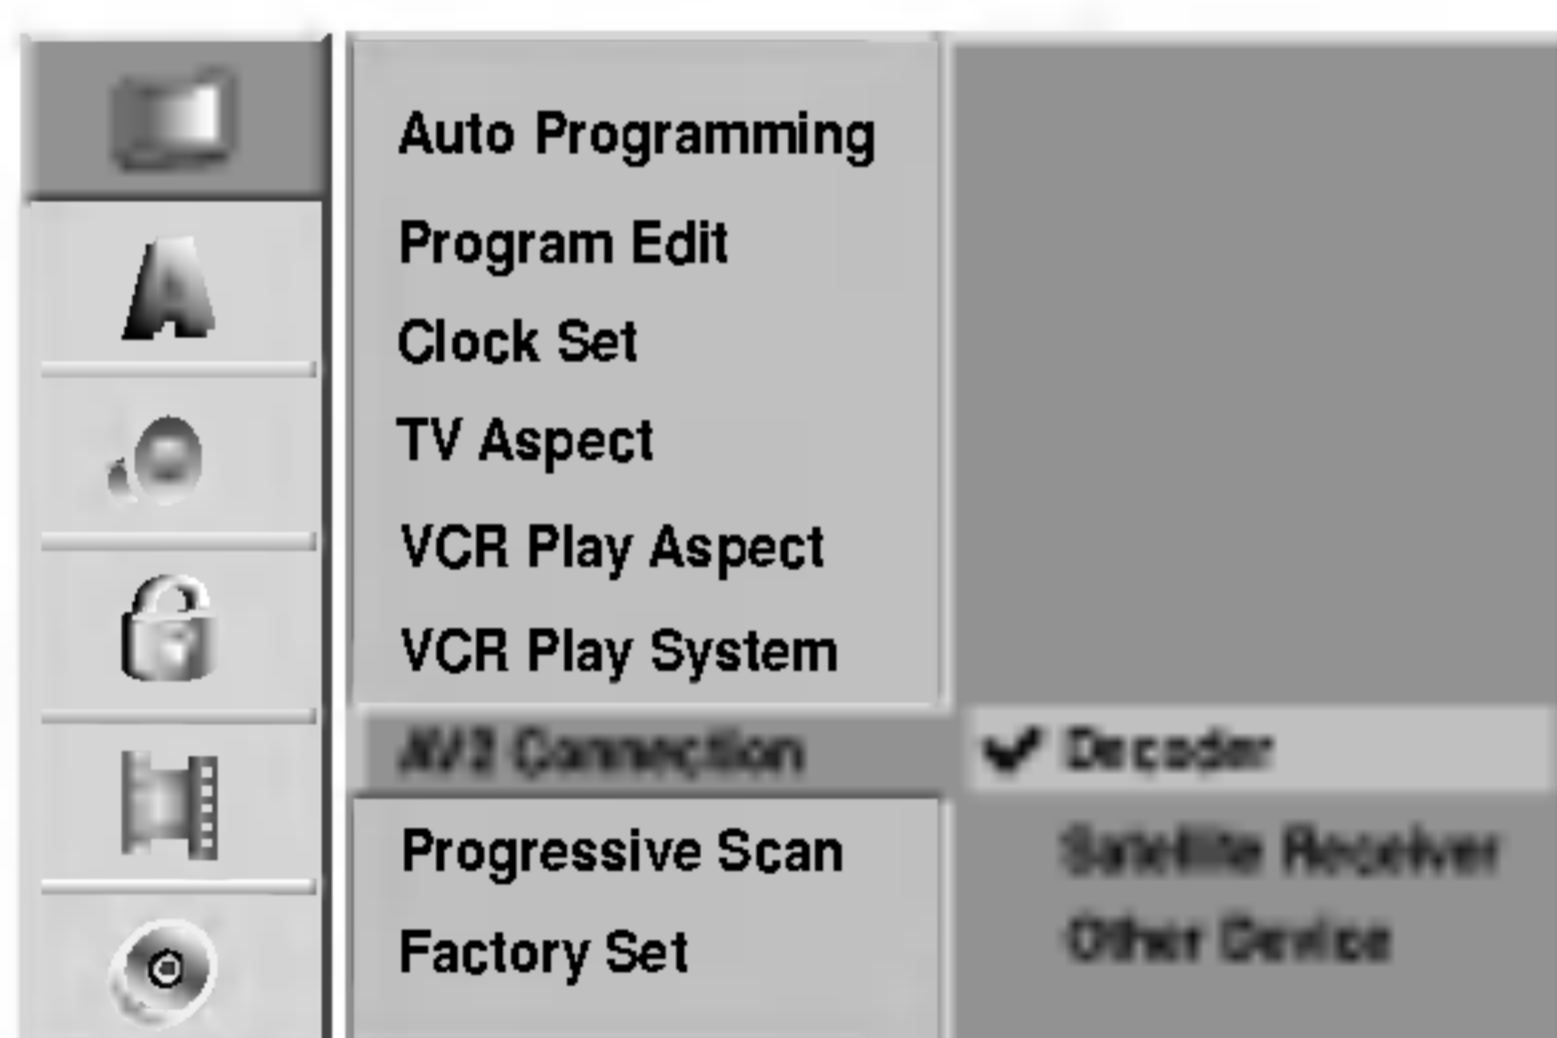 Auto Programming
Program Edit
Clock Set
TV Aspect
VCR Play Aspect
VCR Play System
AV2 Connection
Decoder
Progressive Scan
Satellite Receiver
Factory Set
Other Device